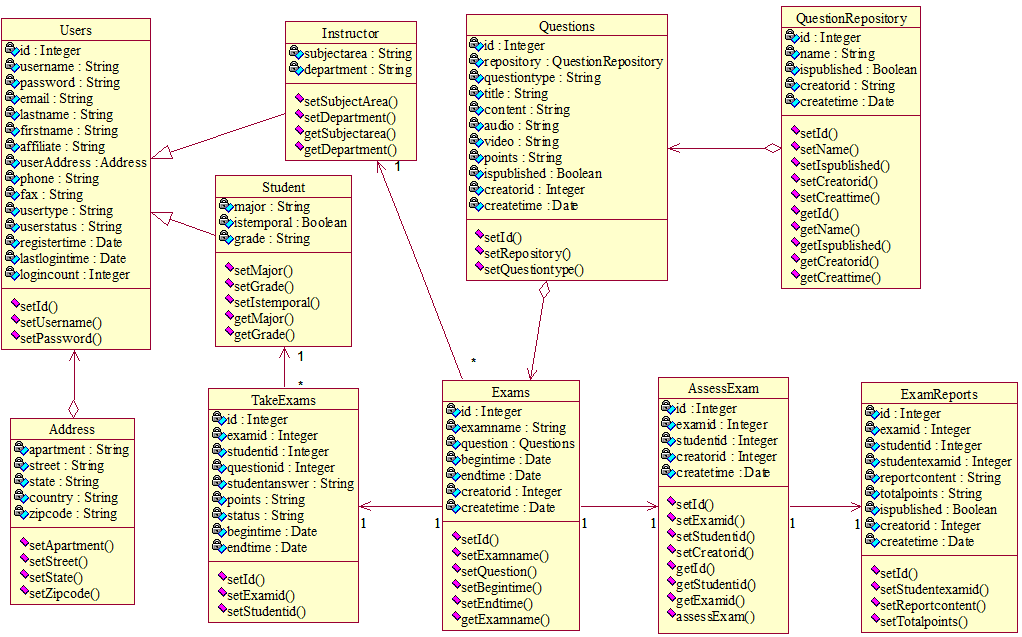 Users
id : Integer
username : String
password : String
email : String
lastname : String
firstname : String
affiliate : String
userAddress : Address
phone : String
fax : String
usertype : String
userstatus : String
registertime : Date
lastlogintime : Date
logincount : Integer
setId()
setUsername()
setPassword()
Instructor
subjectarea : String
department : String
setSubjectArea()
setDepartment()
getSubjectarea()
getDepartment()
1
Student
major : String
istemporal : Boolean
grade : String
setMajor()
setGrade()
setIstemporal()
getMajor()
getGrade()
1
*
Questions
id : Integer
repository : QuestionRepository
questiontype : String
title : String
content : String
audio : String
video : String
points : String
ispublished : Boolean
creatorid : Integer
createtime : Date
setId()
setRepository()
setQuestiontype()
QuestionRepository
id : Integer
name : String
ispublished : Boolean
creatorid : String
createtime : Date
setId()
setName()
setIspublished()
setCreatorid()
setCreattime()
getId()
getName()
getIspublished()
getCreatorid()
getCreattime()
*
Address
apartment : String
street : String
state : String
country : String
zipcode : String
setApartment()
setStreet()
setState()
setZipcode()
TakeExams
id : Integer
examid : Integer
studentid : Integer
questionid : Integer
studentanswer : String
points : String
status : String
begintime : Date
endtime : Date
setId()
setExamid()
setStudentid()
1
1
Exams
id : Integer
examname : String
question : Questions
begintime : Date
endtime : Date
creatorid : Integer
createtime : Date
setId()
setExamname()
setQuestion()
setBegintime()
setEndtime()
getExamname()
1
1
AssessExam
id : Integer
examid : Integer
studentid : Integer
creatorid : Integer
createtime : Date
setId()
setExamid()
setStudentid()
setCreatorid()
getId()
getStudentid()
getExamid()
assessExam()
1
1
ExamReports
id : Integer
examid : Integer
studentid : Integer
studentexamid : Integer
reportcontent : String
totalpoints : String
ispublished : Boolean
creatorid : Integer
createtime : Date
setId()
setStudentexamid()
setReportcontent()
setTotalpoints()